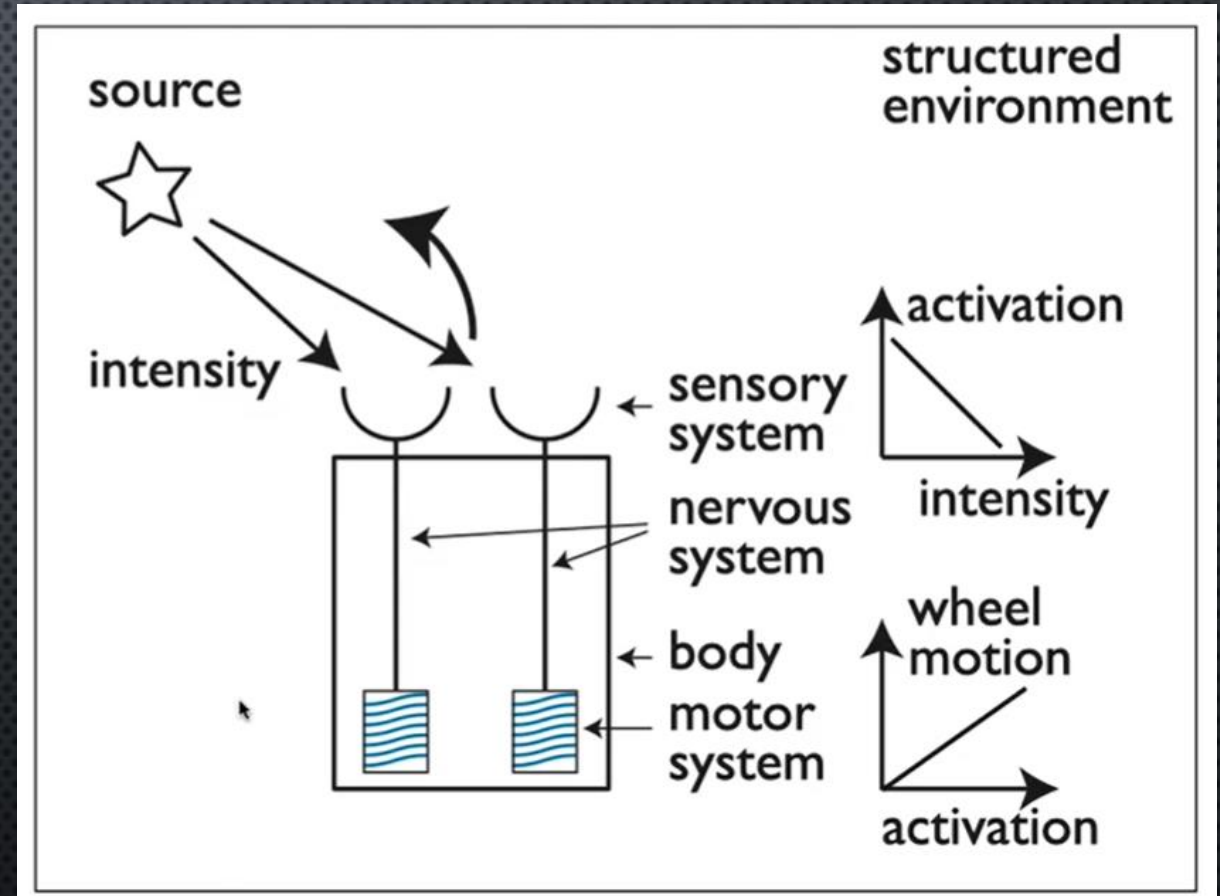 source
structured
environment
intensity
activation
sensory
system
intensity
nervous
system
wheel
motion
body
motor
system
activation